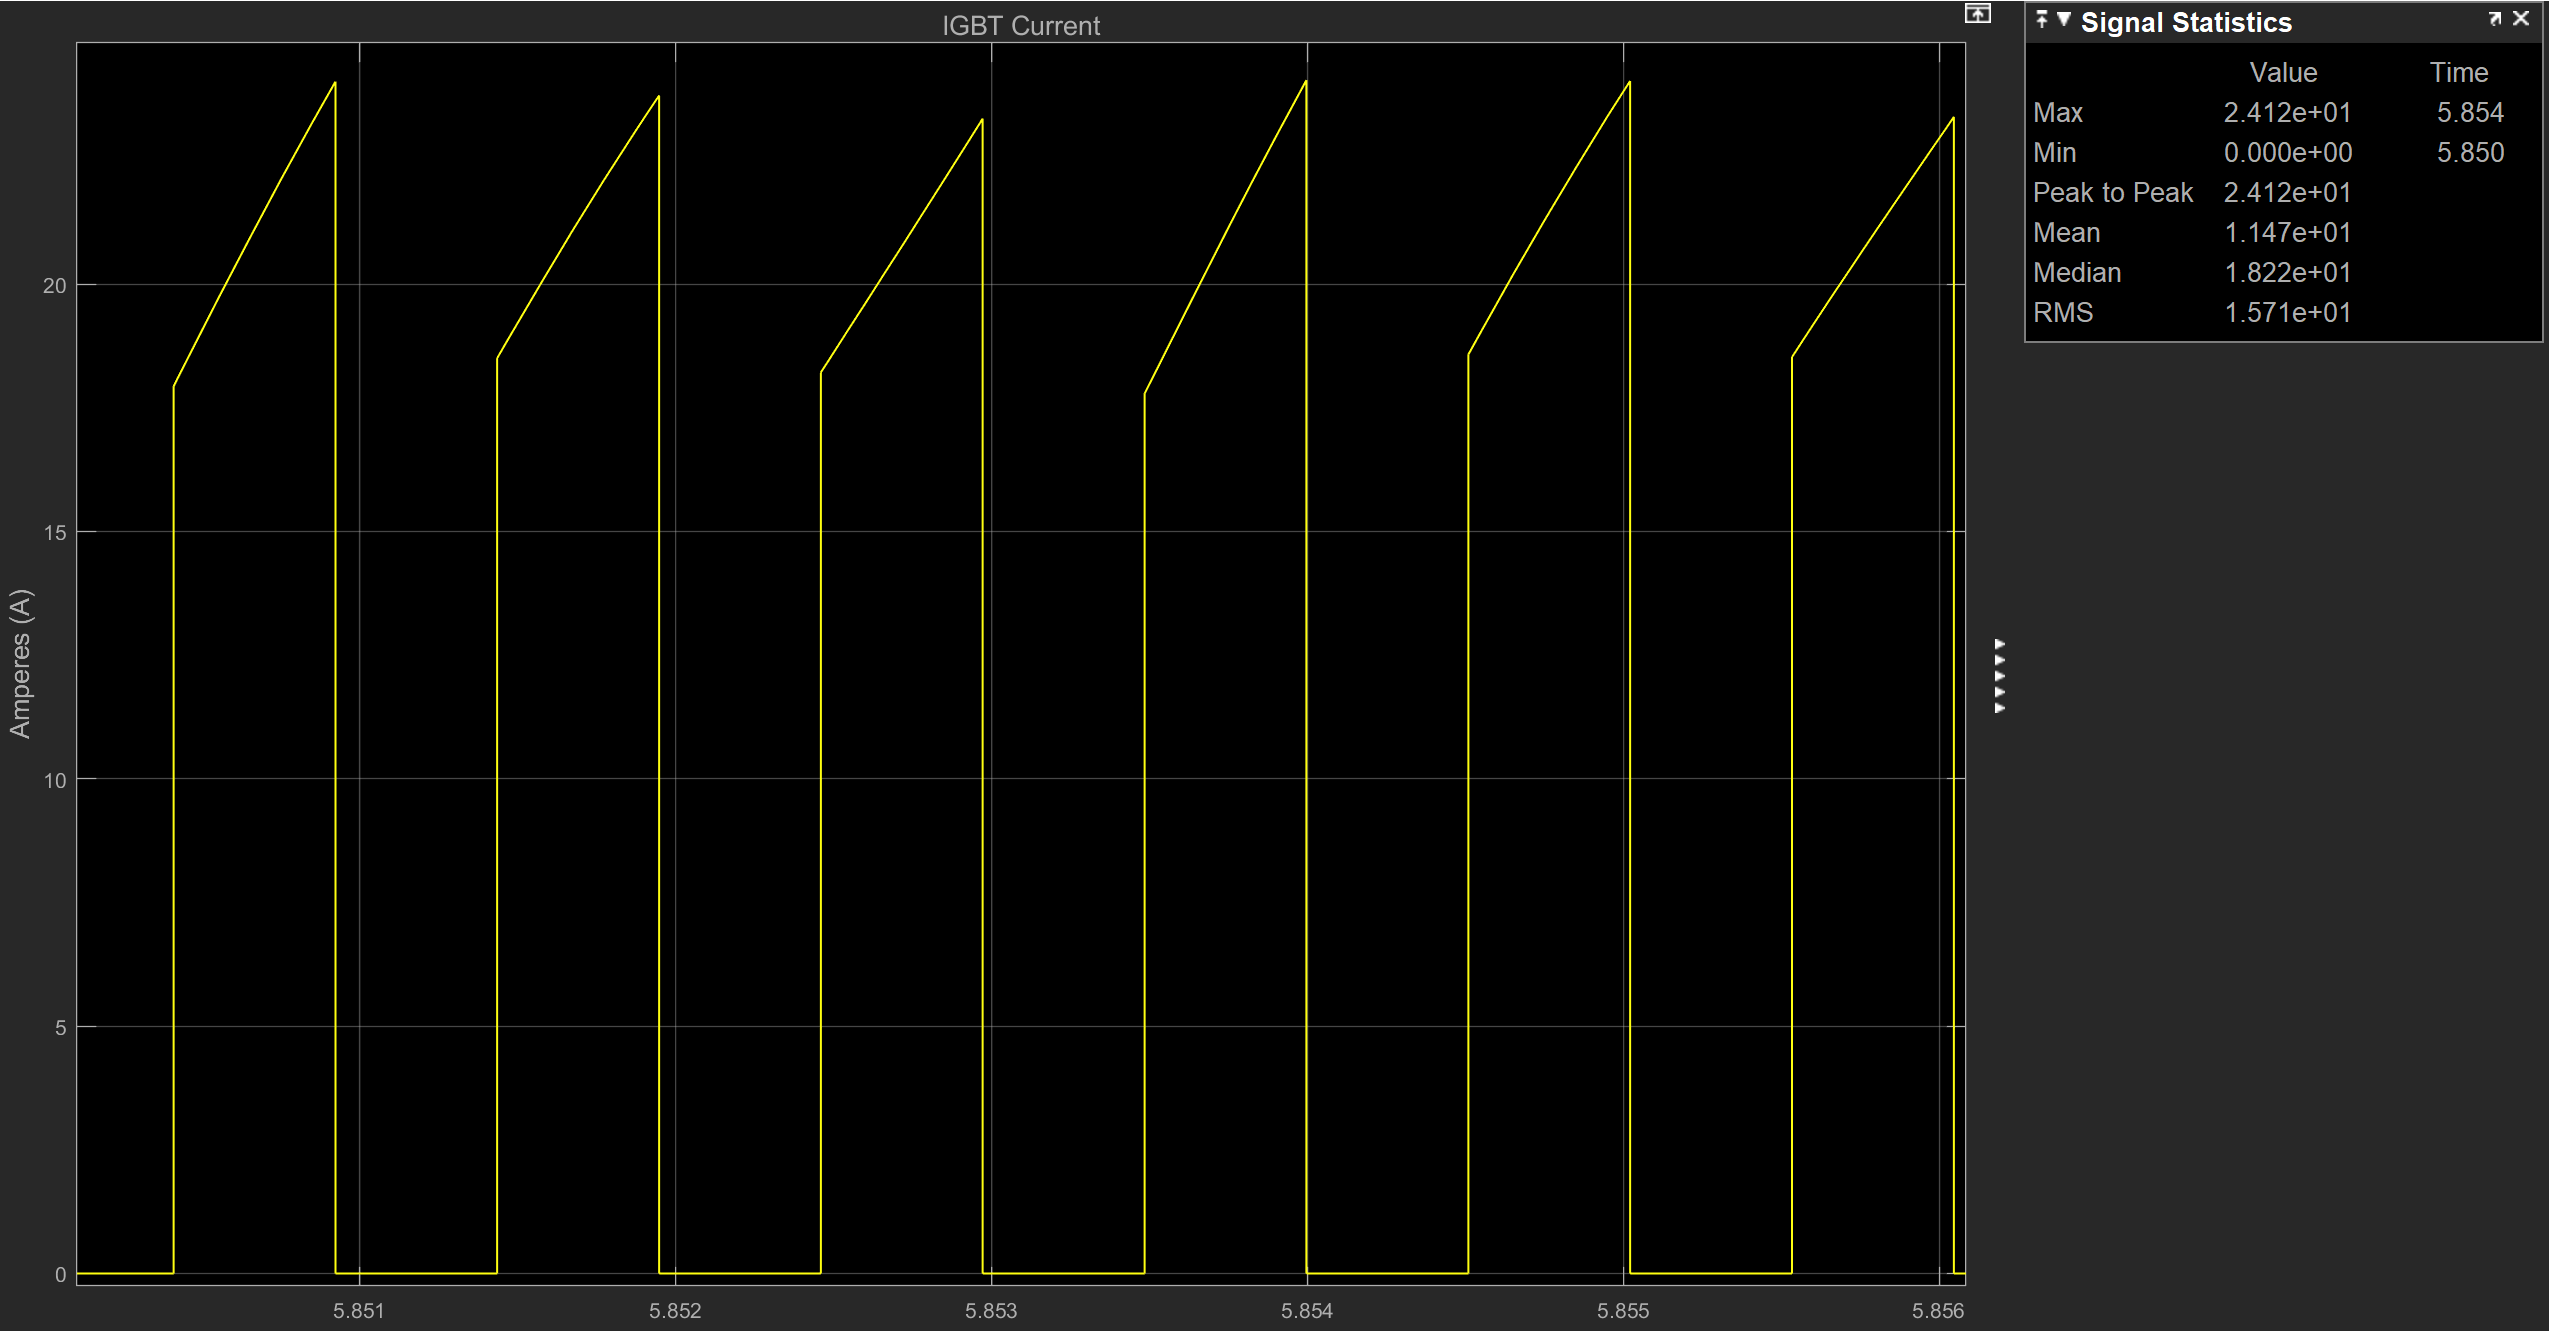 IGBT Current
Amperes (A)
20
15
10
5
0
5.851 5.852 5.853 5.854 5.855 5.856
Signal Statistics
Value Time
Max 2.412e+01 5.854
Min 0.000e+00 5.850
Peak to Peak 2.412e+01
Mean 1.147e+01
Median 1.822e+01
RMS 1.571e+01